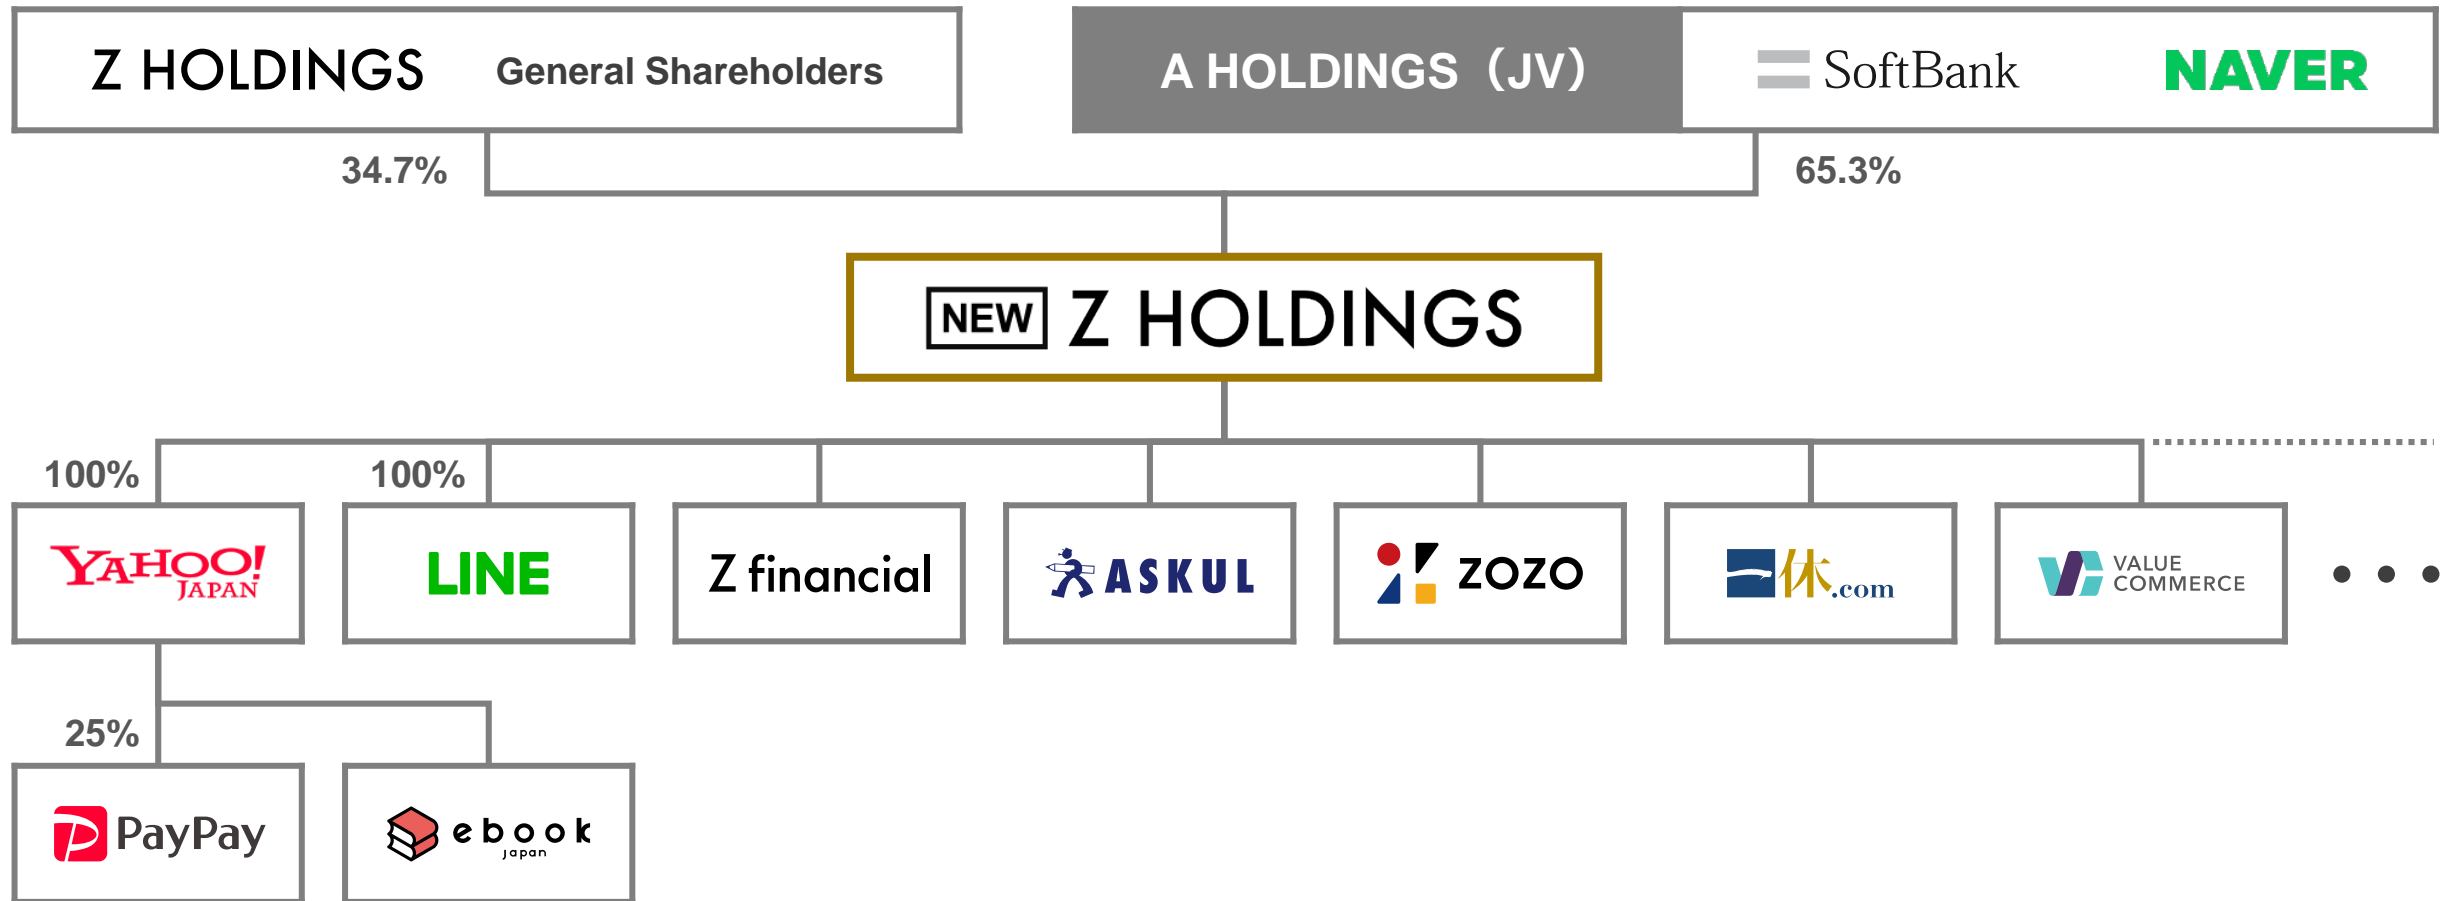 Z HOLDINGS General Shareholders
A HOLDINGS（JV）
SoftBank
NAVER
34.7%
65.3%
NEW Z HOLDINGS
100%
100%
YAHOO!
JAPAN
LINE
Z financial
ASKUL
ZOZO
一休.com
VALUE
COMMERCE
25%
PayPay
ebook
japan